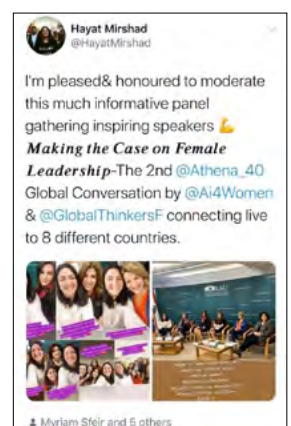 Hayat Mirshad
@HayatMirshad
I'm pleased& honoured to moderate
this much informative panel
gathering inspiring speakers 💪
Making the Case on Female
Leadership-The 2nd @Athena_40
Global Conversation by @Ai4Women
& @GlobalThinkersF connecting live
to 8 different countries.
Myriam Sfeir and 5 others